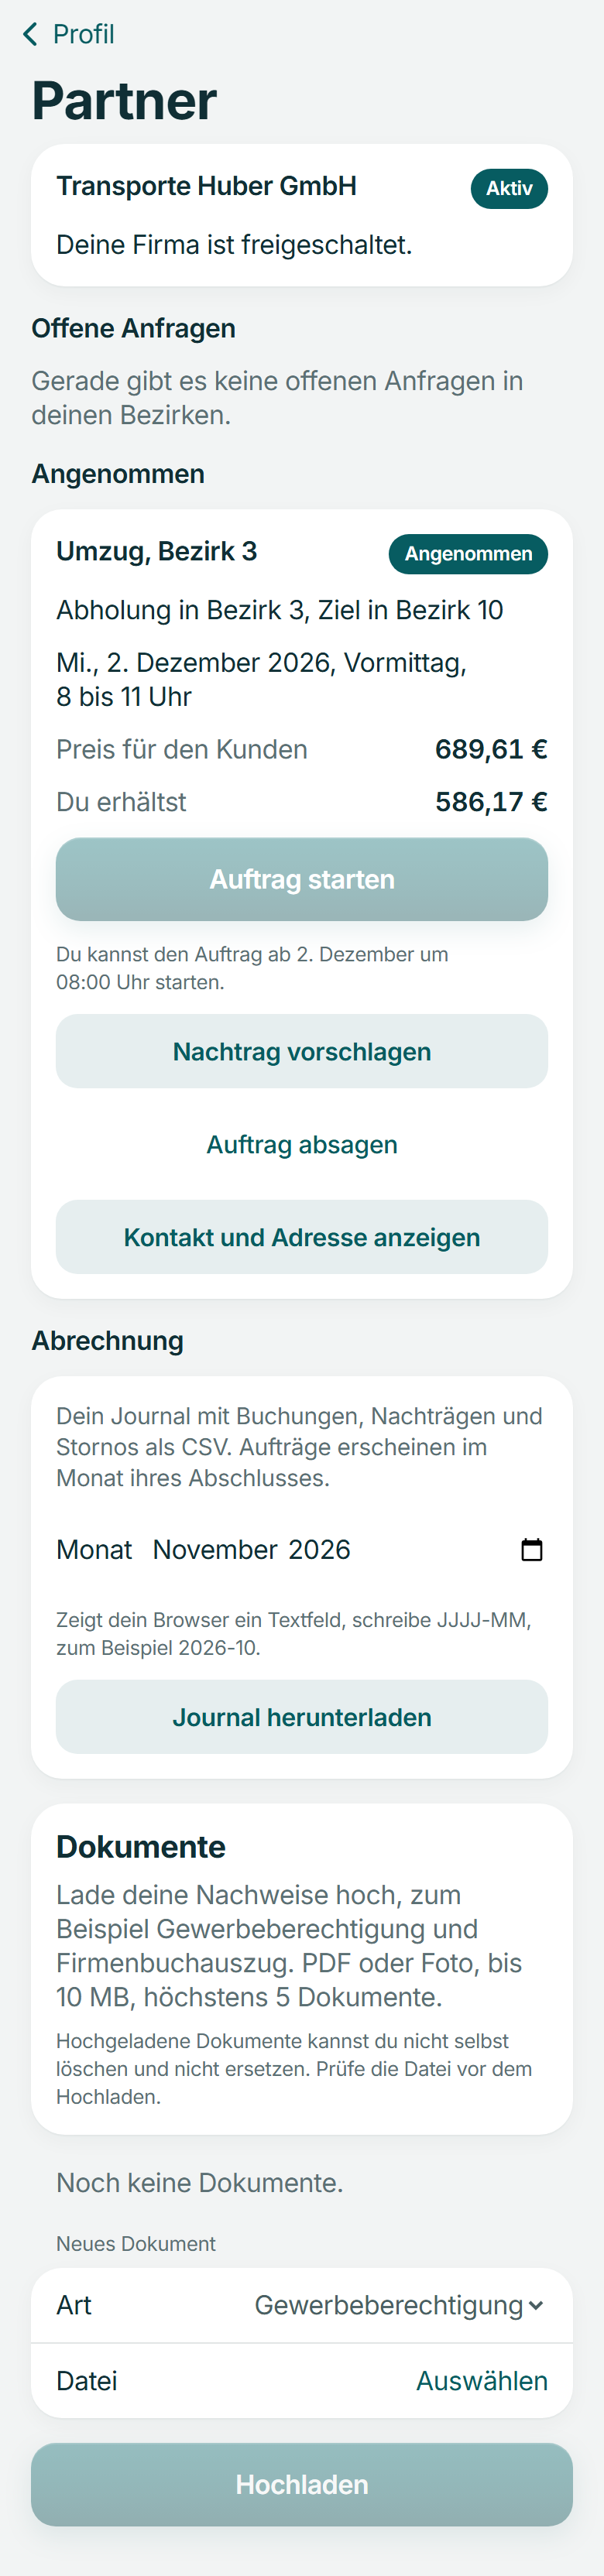 Profil
Partner
Transporte Huber GmbH
Aktiv
Deine Firma ist freigeschaltet.
Offene Anfragen
Gerade gibt es keine offenen Anfragen in
deinen Bezirken.
Angenommen
Umzug, Bezirk 3
Angenommen
Abholung in Bezirk 3, Ziel in Bezirk 10
Mi., 2. Dezember 2026, Vormittag,
8 bis 11 Uhr
Preis für den Kunden 689,61 €
Du erhältst 586,17 €
Auftrag starten
Du kannst den Auftrag ab 2. Dezember um
08:00 Uhr starten.
Nachtrag vorschlagen
Auftrag absagen
Kontakt und Adresse anzeigen
Abrechnung
Dein Journal mit Buchungen, Nachträgen und
Stornos als CSV. Aufträge erscheinen im
Monat ihres Abschlusses.
Monat November 2026
Zeigt dein Browser ein Textfeld, schreibe JJJJ-MM,
zum Beispiel 2026-10.
Journal herunterladen
Dokumente
Lade deine Nachweise hoch, zum
Beispiel Gewerbeberechtigung und
Firmenbuchauszug. PDF oder Foto, bis
10 MB, höchstens 5 Dokumente.
Hochgeladene Dokumente kannst du nicht selbst
löschen und nicht ersetzen. Prüfe die Datei vor dem
Hochladen.
Noch keine Dokumente.
Neues Dokument
Art Gewerbeberechtigung
Datei Auswählen
Hochladen